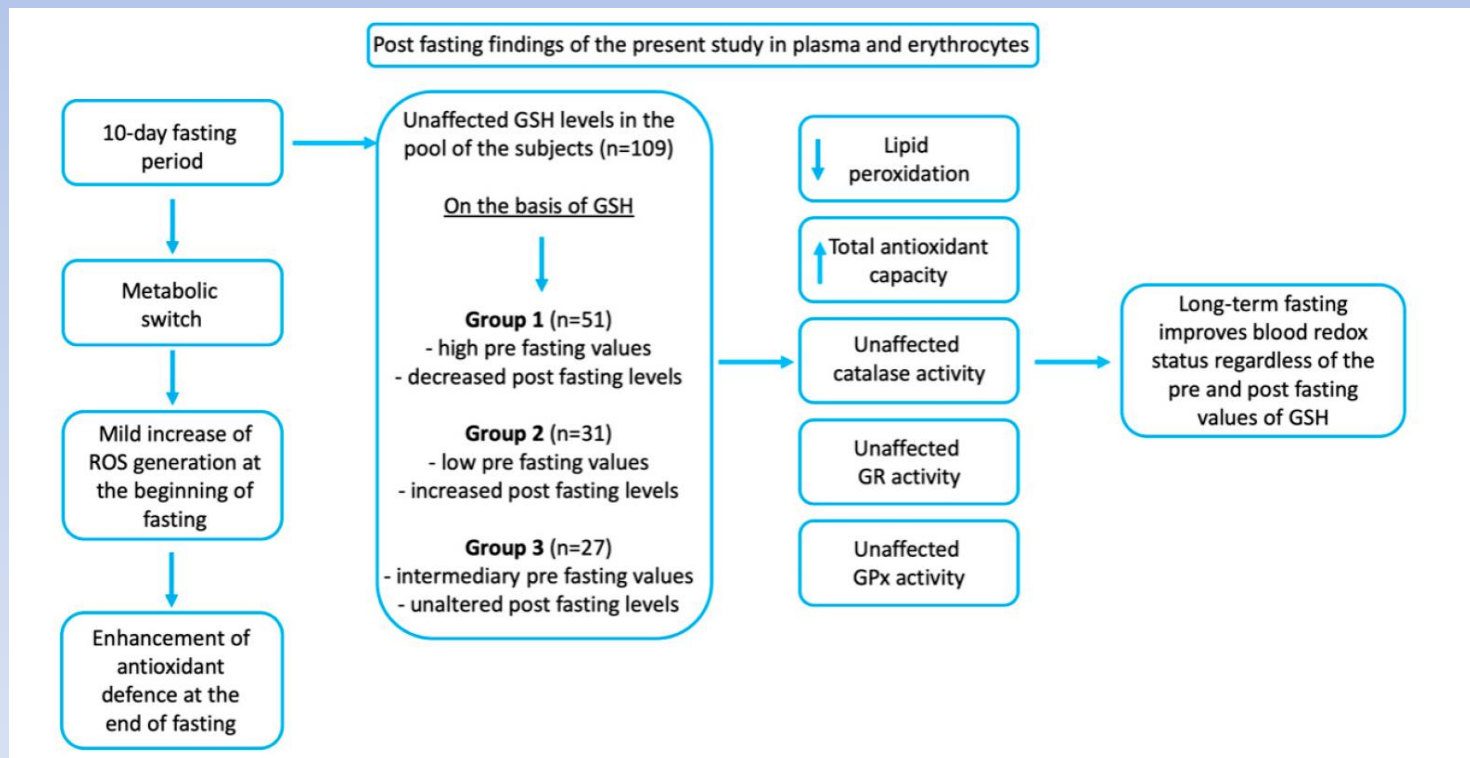 Post fasting findings of the present study in plasma and erythrocytes
10-day fasting
period
Metabolic
switch
Mild increase of
ROS generation at
the beginning of
fasting
Enhancement of
antioxidant
defence at the
end of fasting
Unaffected GSH levels in the
pool of the subjects (n=109)
On the basis of GSH
Group 1 (n=51)
- high pre fasting values
- decreased post fasting levels
Group 2 (n=31)
- low pre fasting values
- increased post fasting levels
Group 3 (n=27)
- intermediary pre fasting values
- unaltered post fasting levels
Lipid
peroxidation
Total antioxidant
capacity
Unaffected
catalase activity
Unaffected
GR activity
Unaffected
GPx activity
Long-term fasting
improves blood redox
status regardless of the
pre and post fasting
values of GSH